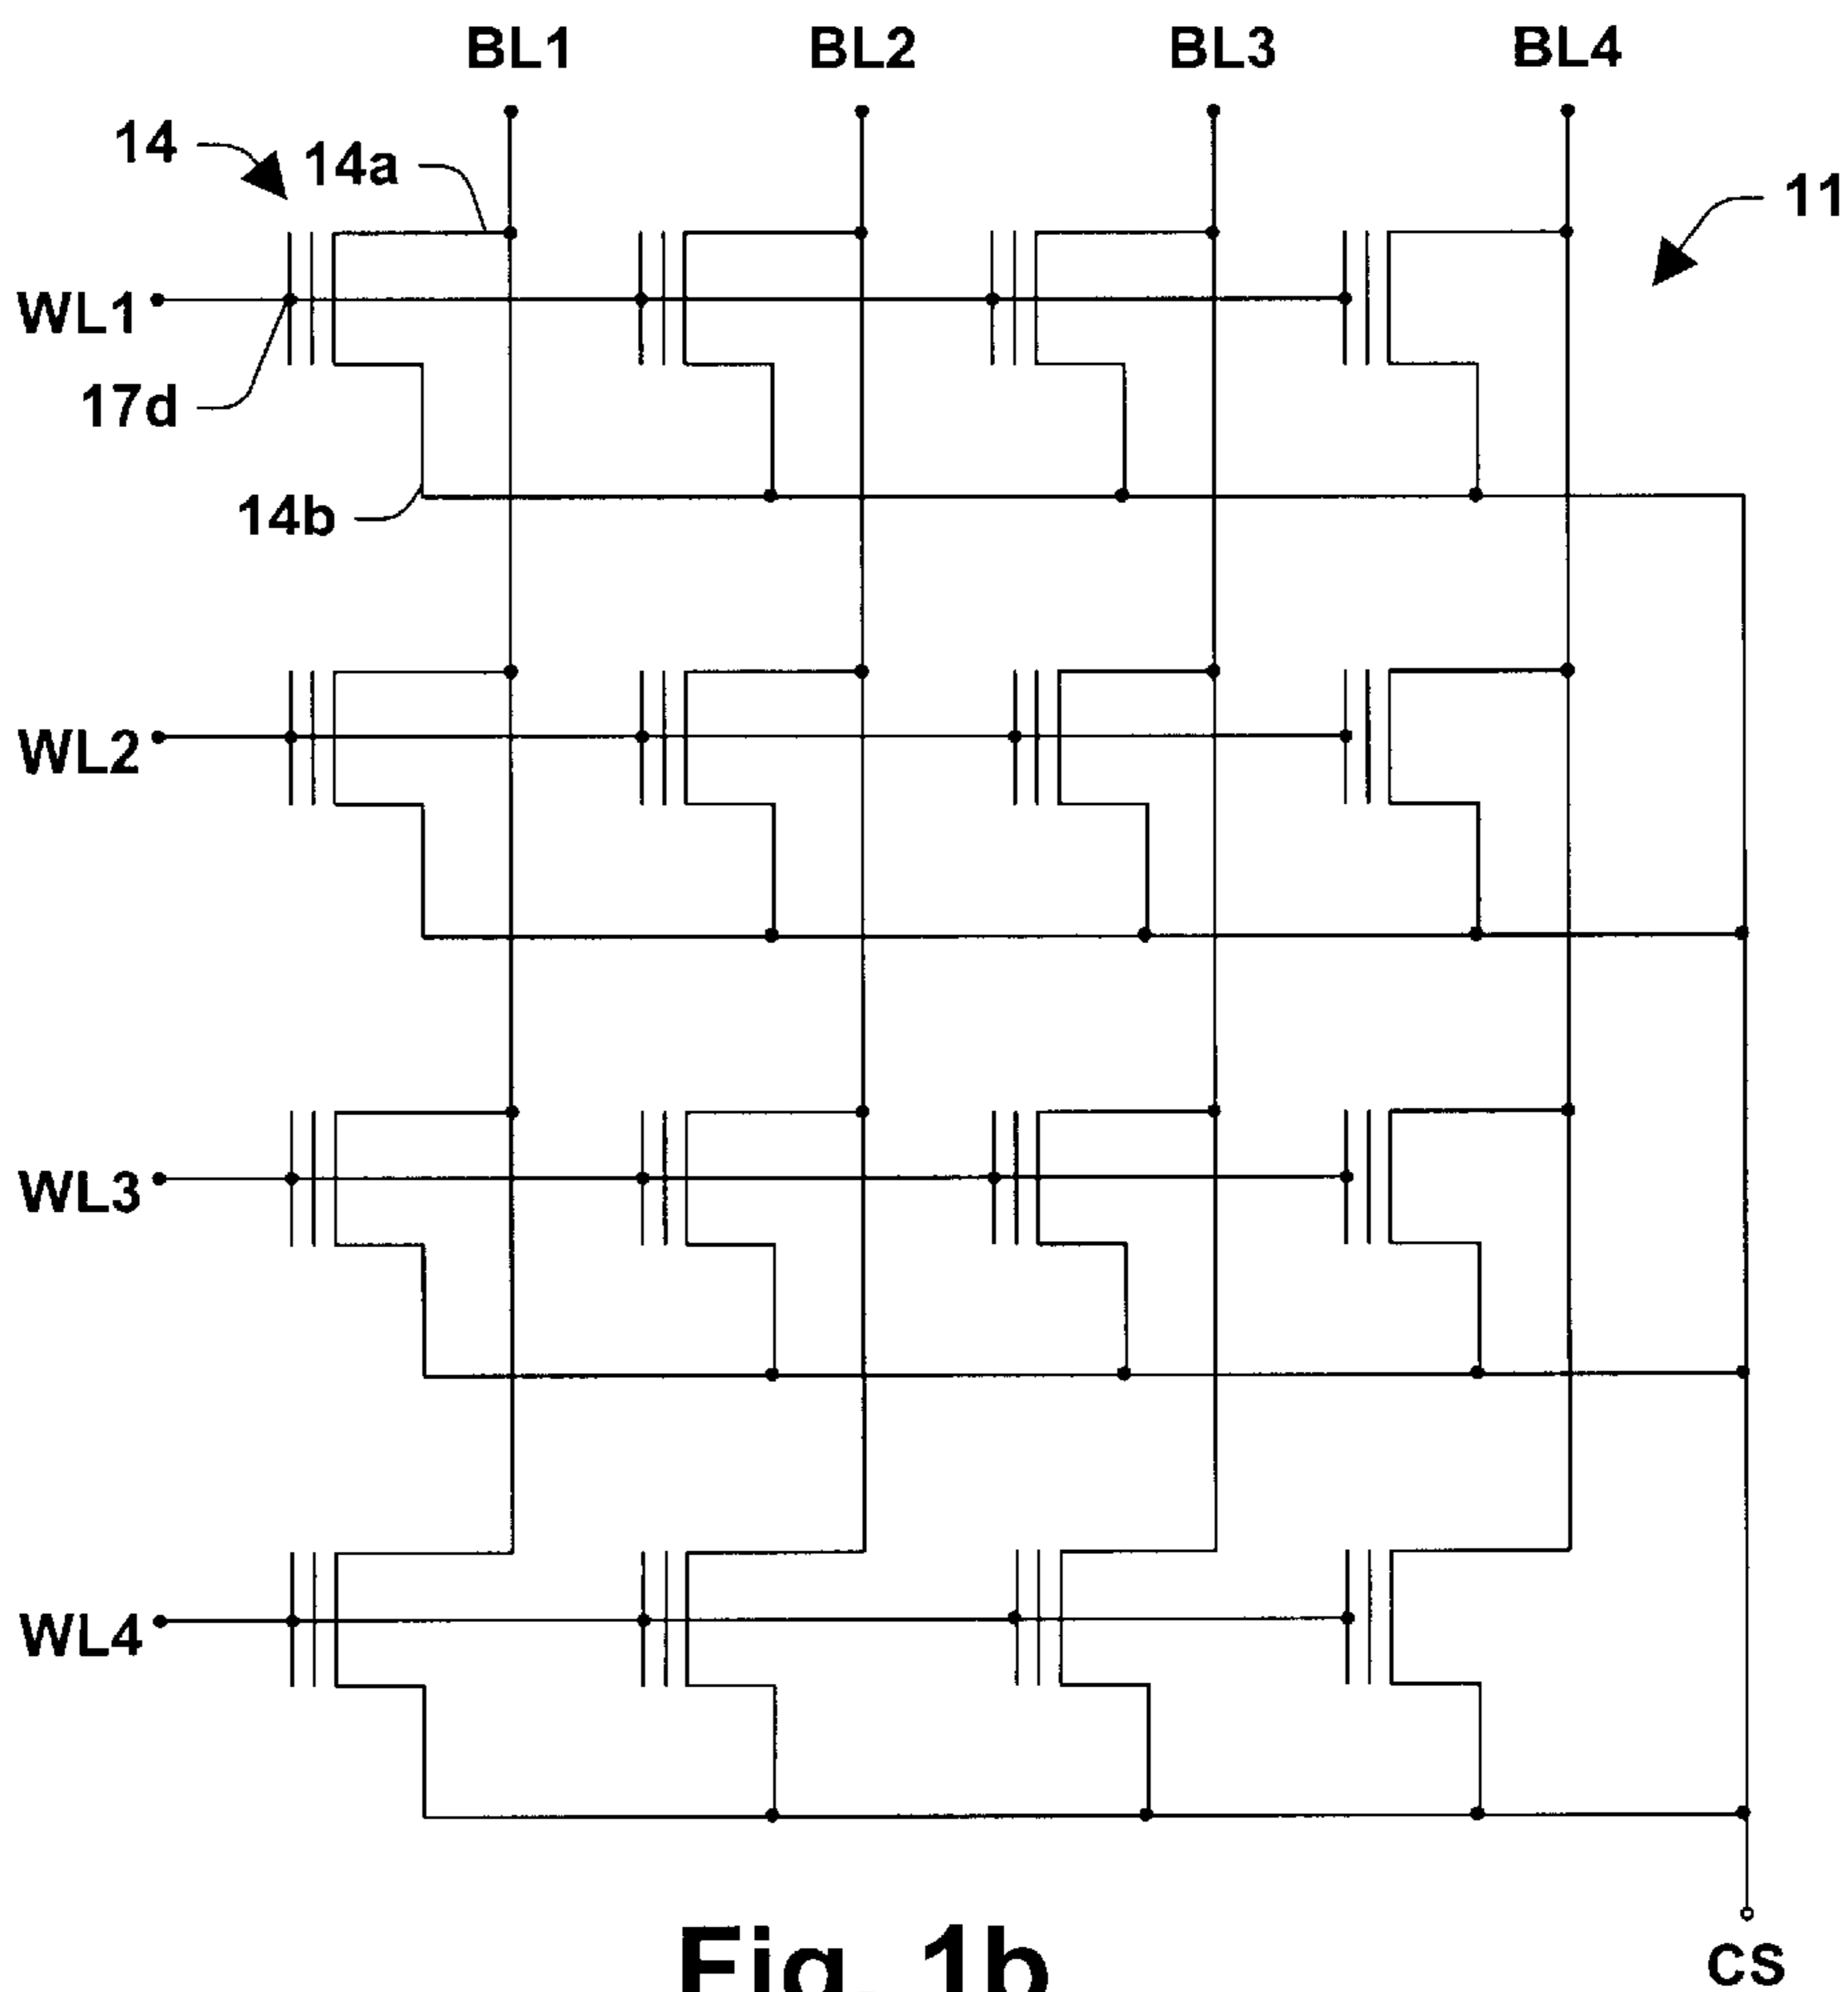 BL1 BL2 BL3 BL4
14
14a
11
WL1
17d
14b
WL2
WL3
WL4
CS
Fig. 1b